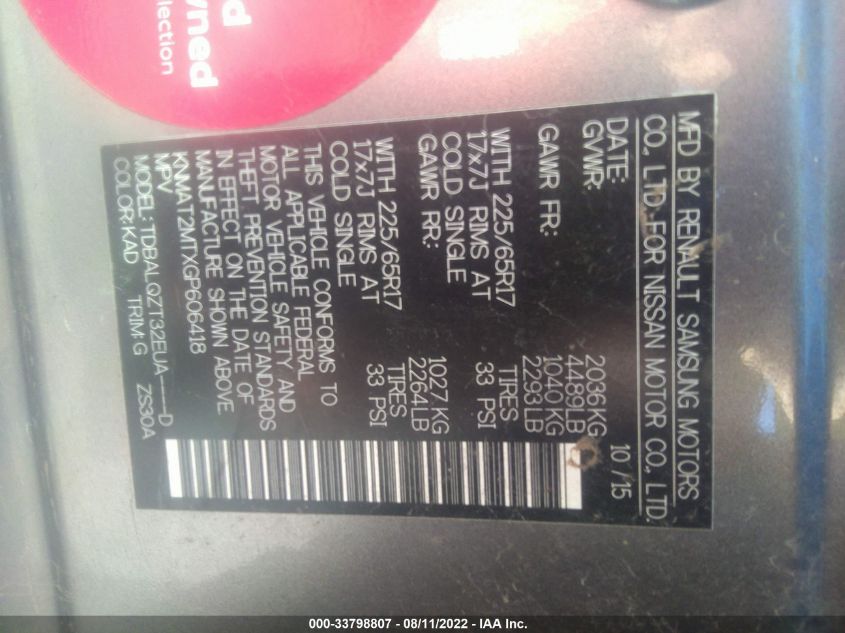 d
wned
llection
MFD BY RENAULT SAMSUNG MOTORS
CO., LTD. FOR NISSAN MOTOR CO., LTD.
DATE: 10/15
GVWR: 2036KG
4489LB
GAWR FR: 1040KG
2293LB
WITH 225/65R17 TIRES
17x7J RIMS AT 33 PSI
COLD SINGLE
GAWR RR: 1027KG
2264LB
WITH 225/65R17 TIRES
17x7J RIMS AT 33 PSI
COLD SINGLE
THIS VEHICLE CONFORMS TO
ALL APPLICABLE FEDERAL
MOTOR VEHICLE SAFETY AND
THEFT PREVENTION STANDARDS
IN EFFECT ON THE DATE OF
MANUFACTURE SHOWN ABOVE
KNMAT2MTXGP606418
MPV
MODEL: TDBALQZT32EUA-----D
COLOR: KAD TRIM: G ZS30A
000-33798807 - 08/11/2022 - IAA Inc.